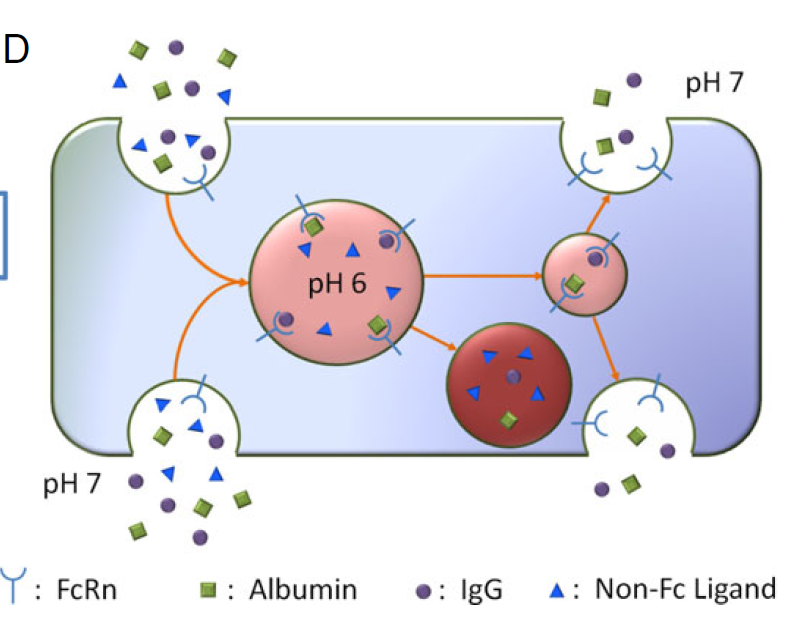 D
pH 7
pH 6
pH 7
: FcRn : Albumin : IgG : Non-Fc Ligand